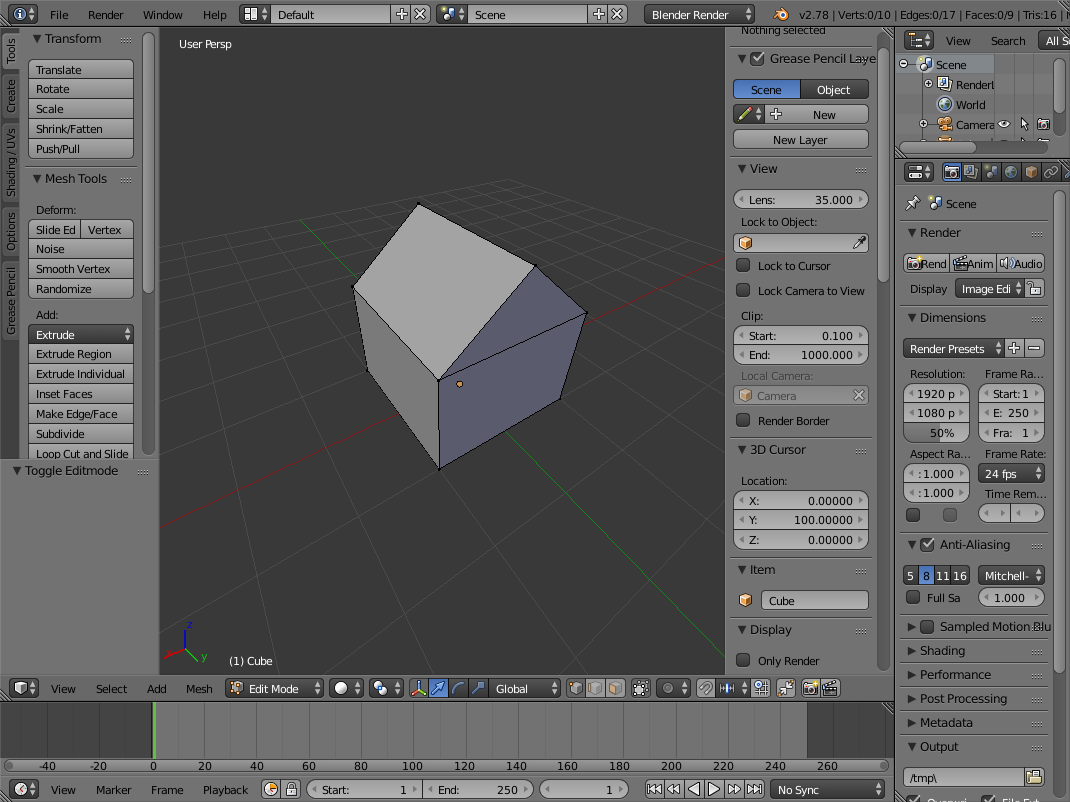 File Render Window Help Default Scene Blender Render v2.78 | Verts:0/10 | Edges:0/17 | Faces:0/9 | Tris:16 |
Tools
Create
Shading / UVs
Options
Grease Pencil
Transform
Translate
Rotate
Scale
Shrink/Fatten
Push/Pull
Mesh Tools
Deform:
Slide Ed Vertex
Noise
Smooth Vertex
Randomize
Add:
Extrude
Extrude Region
Extrude Individual
Inset Faces
Make Edge/Face
Subdivide
Loop Cut and Slide
Toggle Editmode
User Persp
z
x
y
(1) Cube
Nothing selected
Grease Pencil Laye
Scene Object
New
New Layer
View
Lens: 35.000
Lock to Object:
Lock to Cursor
Lock Camera to View
Clip:
Start: 0.100
End: 1000.000
Local Camera:
Camera
Render Border
3D Cursor
Location:
X: 0.00000
Y: 100.00000
Z: 0.00000
Item
Cube
Display
Only Render
View Search All S
Scene
RenderL
World
Camera
Scene
Render
Rend Anim Audio
Display Image Edi
Dimensions
Render Presets
Resolution: Frame Ra...
1920 p Start: 1
1080 p E: 250
50% Fra: 1
Aspect Ra... Frame Rate:
:1.000 24 fps
:1.000 Time Rem...
Anti-Aliasing
5 8 11 16 Mitchell-
Full Sa 1.000
Sampled Motion Blu
Shading
Performance
Post Processing
Metadata
Output
/tmp\
View Select Add Mesh Edit Mode Global
-40 -20 0 20 40 60 80 100 120 140 160 180 200 220 240 260
View Marker Frame Playback Start: 1 End: 250 1 No Sync